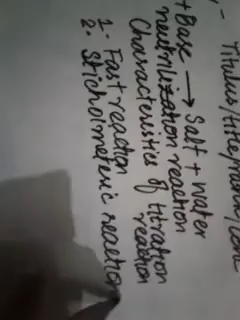 + Base → Salt + water
neutrilization reaction
Characteristics of titration
reaction
1- Fast reaction
2- Stichiometeric reaction